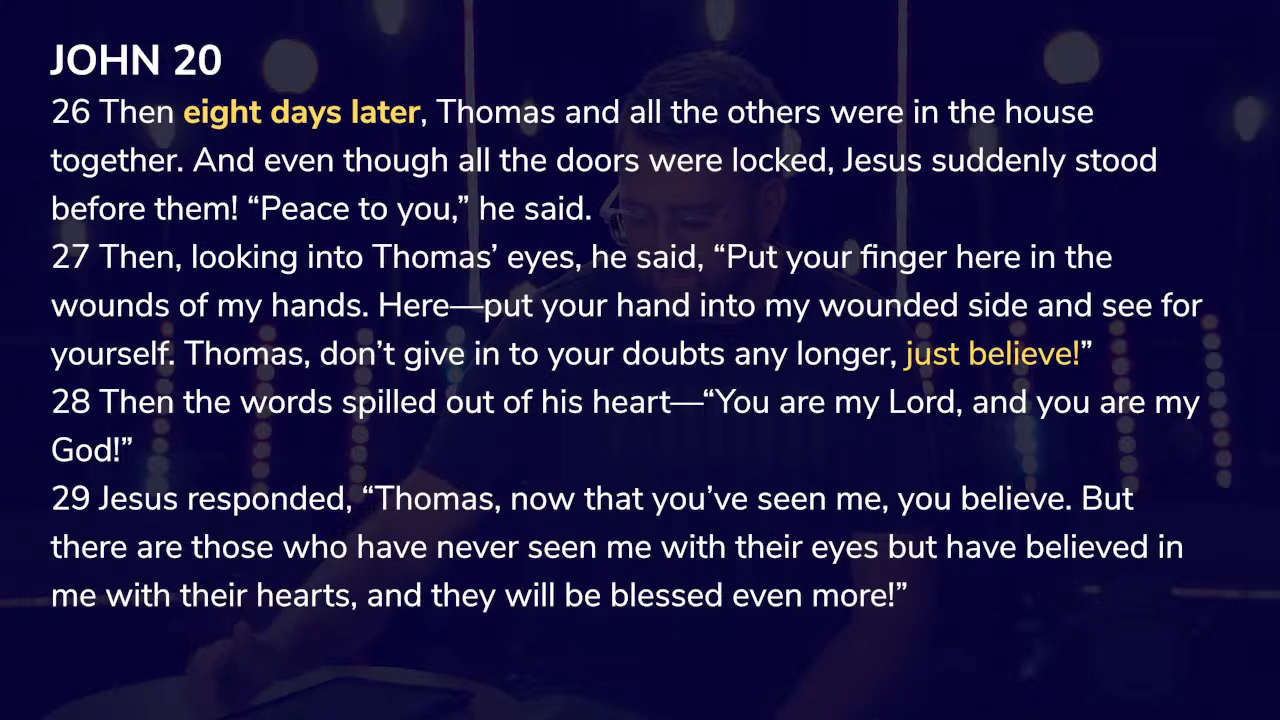 JOHN 20
26 Then eight days later, Thomas and all the others were in the house
together. And even though all the doors were locked, Jesus suddenly stood
before them! “Peace to you,” he said.
27 Then, looking into Thomas’ eyes, he said, “Put your finger here in the
wounds of my hands. Here—put your hand into my wounded side and see for
yourself. Thomas, don’t give in to your doubts any longer, just believe!”
28 Then the words spilled out of his heart—“You are my Lord, and you are my
God!”
29 Jesus responded, “Thomas, now that you’ve seen me, you believe. But
there are those who have never seen me with their eyes but have believed in
me with their hearts, and they will be blessed even more!”